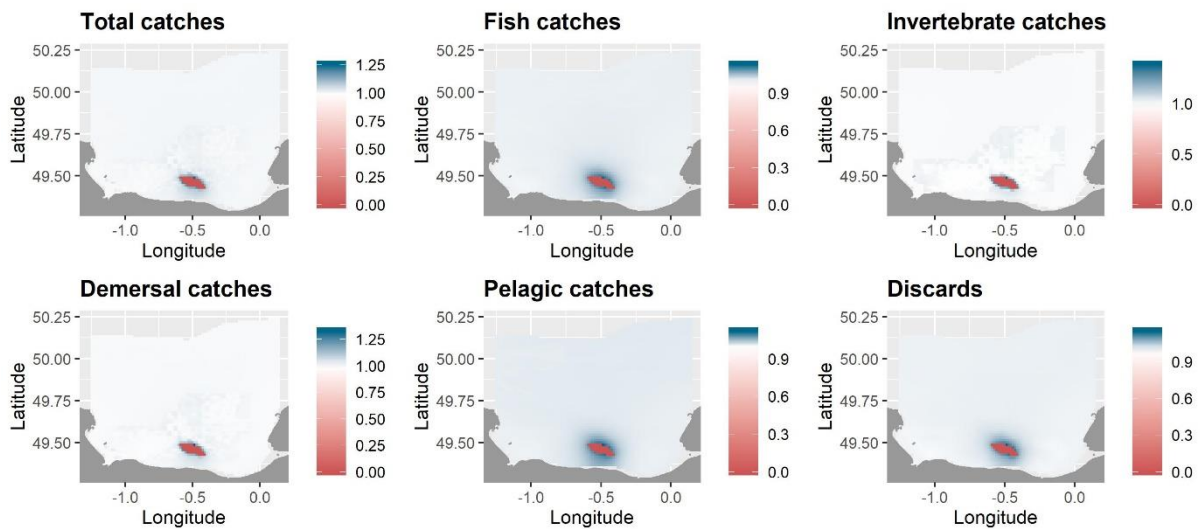 Total catches
50.25
50.00
49.75
49.50
Latitude
-1.0 -0.5 0.0
Longitude
1.25
1.00
0.75
0.50
0.25
0.00
Fish catches
50.25
50.00
49.75
49.50
Latitude
-1.0 -0.5 0.0
Longitude
0.9
0.6
0.3
0.0
Invertebrate catches
50.25
50.00
49.75
49.50
Latitude
-1.0 -0.5 0.0
Longitude
1.0
0.5
0.0
Demersal catches
50.25
50.00
49.75
49.50
Latitude
-1.0 -0.5 0.0
Longitude
1.25
1.00
0.75
0.50
0.25
0.00
Pelagic catches
50.25
50.00
49.75
49.50
Latitude
-1.0 -0.5 0.0
Longitude
0.9
0.6
0.3
0.0
Discards
50.25
50.00
49.75
49.50
Latitude
-1.0 -0.5 0.0
Longitude
0.9
0.6
0.3
0.0